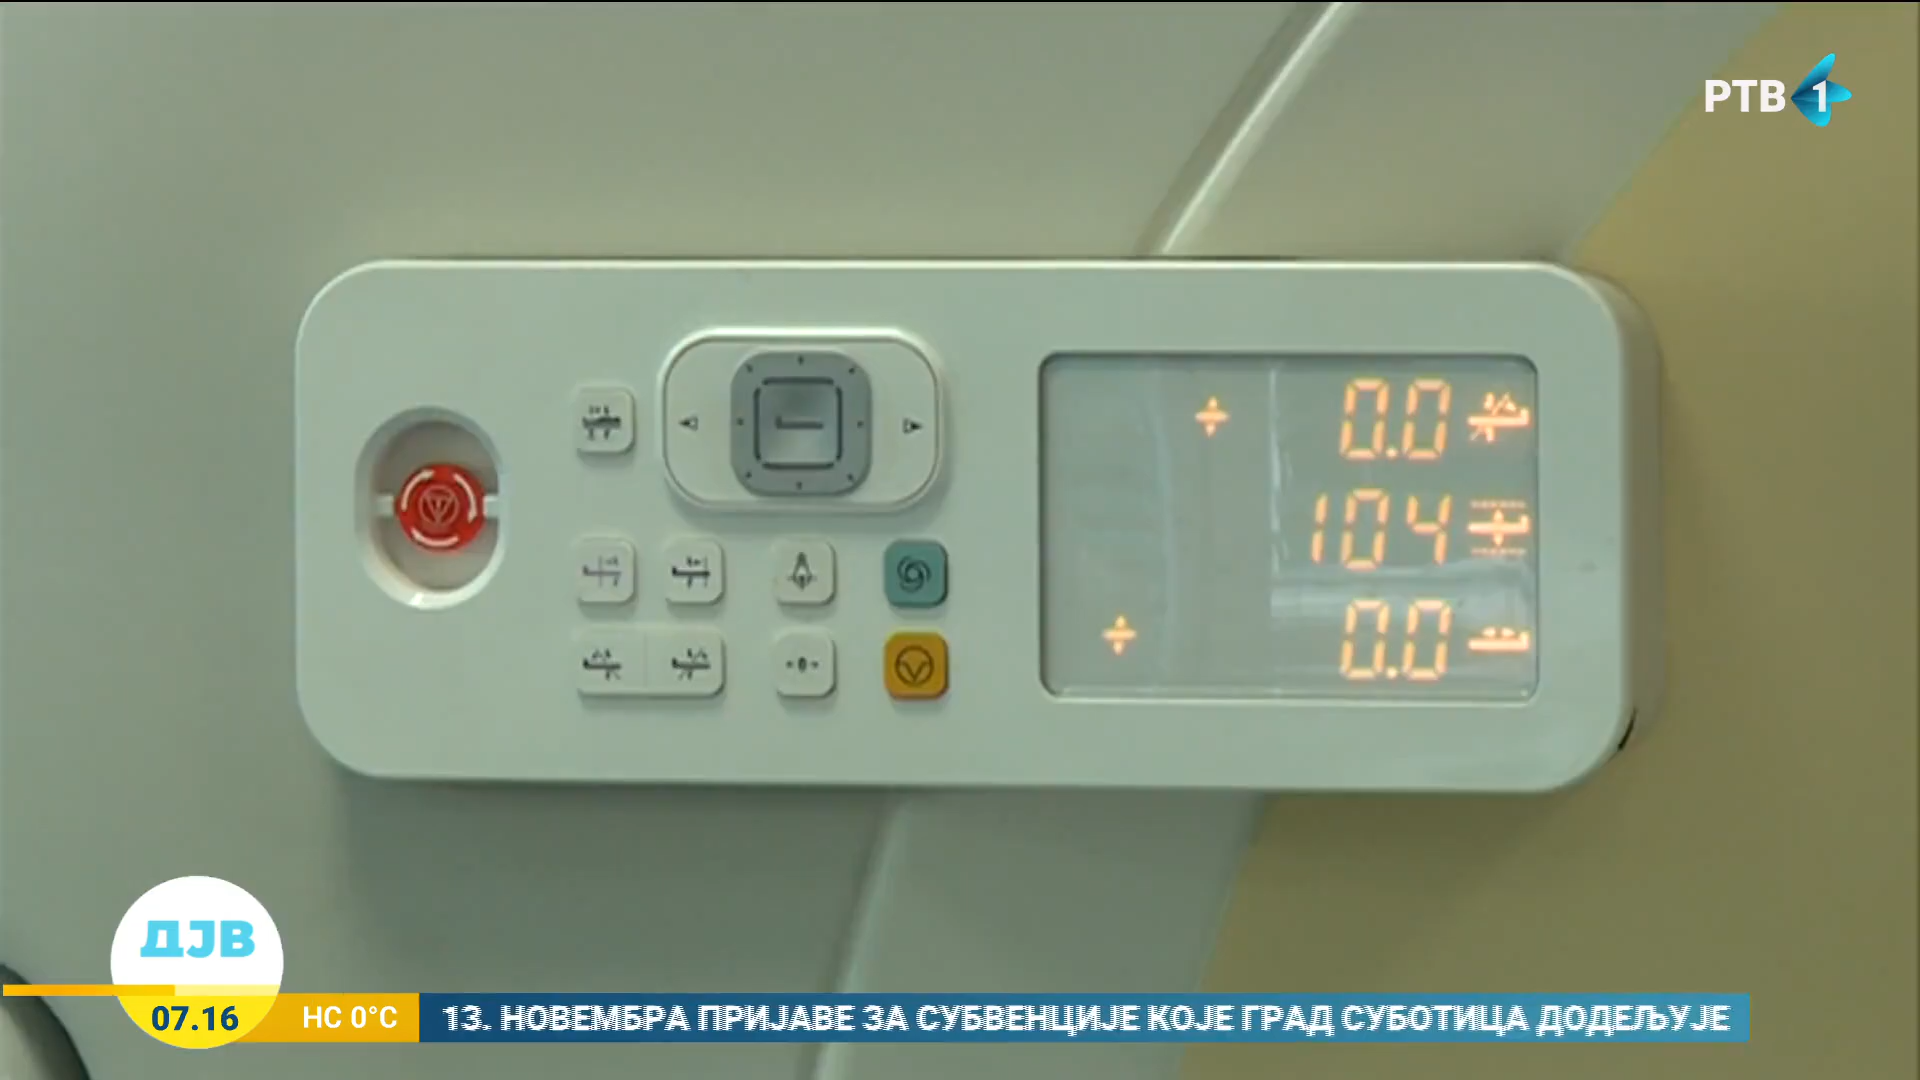 РТВ 1
0.0
104
0.0
ДЈВ
07.16
НС 0°C
13. НОВЕМБРА ПРИЈАВЕ ЗА СУБВЕНЦИЈЕ КОЈЕ ГРАД СУБОТИЦА ДОДЕЉУЈЕ